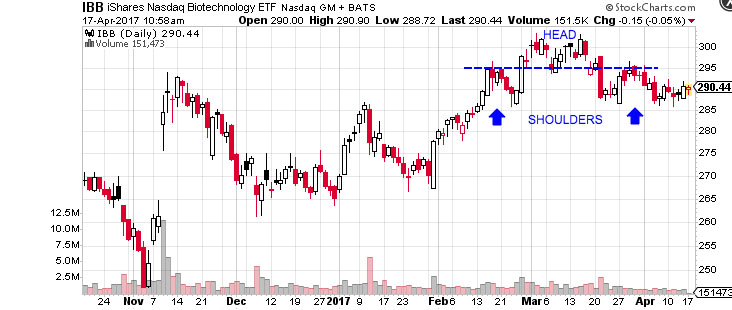 IBB iShares Nasdaq Biotechnology ETF Nasdaq GM + BATS
© StockCharts.com
17-Apr-2017 10:58am
Open 290.00 High 290.90 Low 288.72 Last 290.44 Volume 151.5K Chg -0.15 (-0.05%)
IBB (Daily) 290.44
Volume 151,473
HEAD
SHOULDERS
300
295
290.44
285
280
275
270
265
260
255
250
151473
12.5M
10.0M
7.5M
5.0M
2.5M
24 Nov 7 14 21 Dec 12 19 27 2017 9 17 23 Feb 6 13 21 Mar 6 13 20 27 Apr 10 17